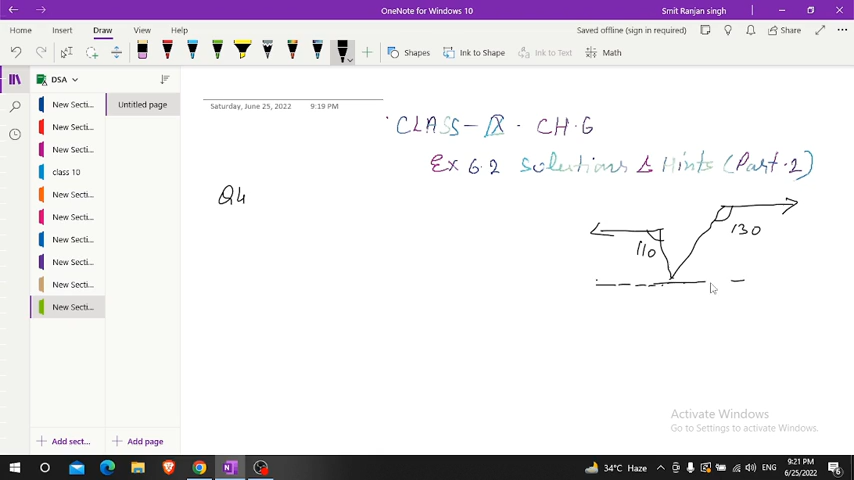 OneNote for Windows 10
Smit Ranjan singh
Home Insert Draw View Help
Saved offline (sign in required)
Share
Shapes
Ink to Shape
Ink to Text
Math
DSA
New Secti...
New Secti...
New Secti...
class 10
New Secti...
New Secti...
New Secti...
New Secti...
New Secti...
New Secti...
Add sect...
Untitled page
Add page
Saturday, June 25, 2022 9:19 PM
CLASS-IX · CH·6
Ex 6.2 Solutions & Hints (Part-2)
Q4
130
110
Activate Windows
Go to Settings to activate Windows.
34°C Haze
ENG
9:21 PM
6/25/2022
6